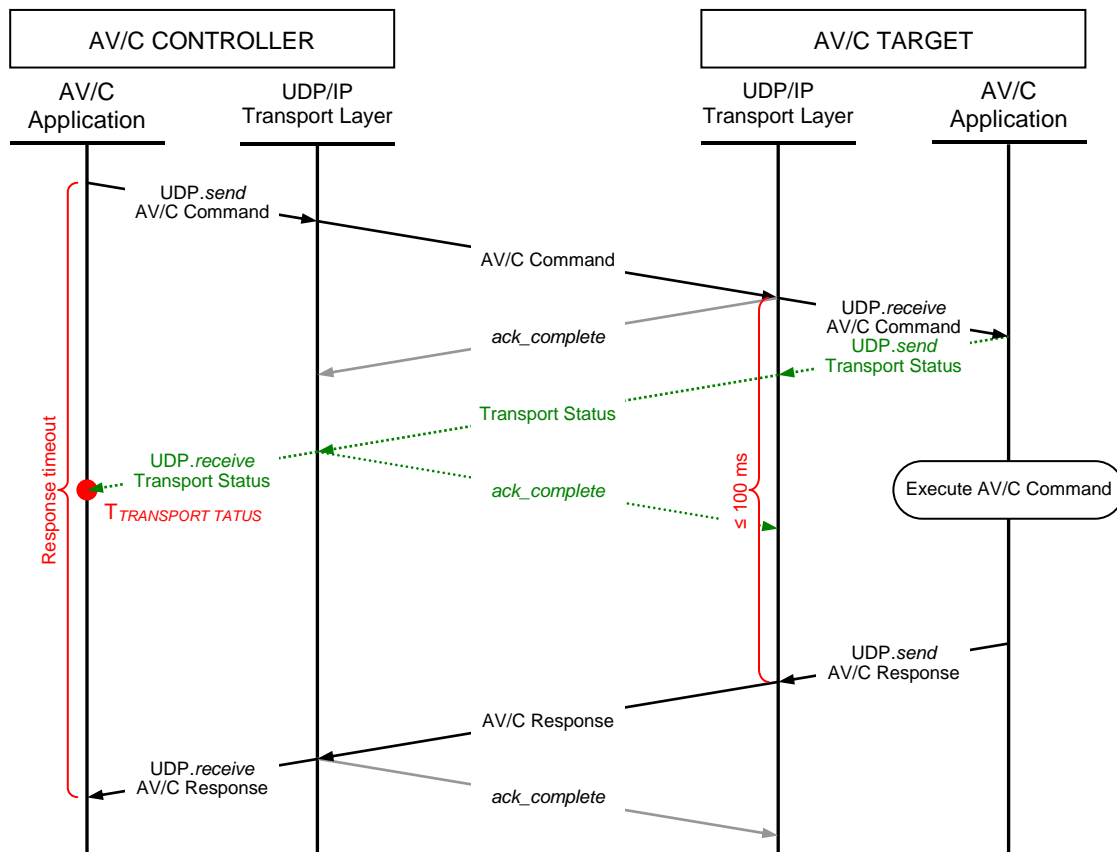 AV/C CONTROLLER
AV/C TARGET
AV/C
Application
UDP/IP
Transport Layer
UDP/IP
Transport Layer
AV/C
Application
UDP.send
AV/C Command
AV/C Command
UDP.receive
AV/C Command
ack_complete
UDP.send
Transport Status
Transport Status
UDP.receive
Transport Status
ack_complete
Execute AV/C Command
TTRANSPORT TATUS
Response timeout
≤ 100 ms
UDP.send
AV/C Response
AV/C Response
UDP.receive
AV/C Response
ack_complete